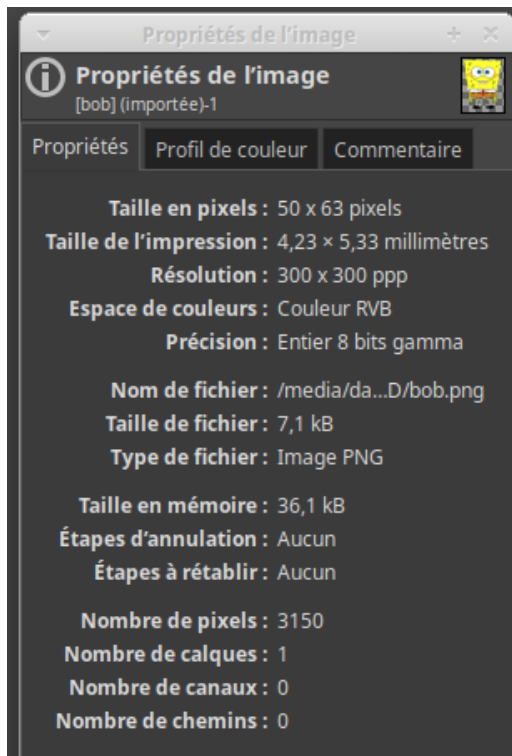 Propriétés de l'image
Propriétés de l'image
[bob] (importée)-1
Propriétés Profil de couleur Commentaire
Taille en pixels : 50 x 63 pixels
Taille de l'impression : 4,23 × 5,33 millimètres
Résolution : 300 x 300 ppp
Espace de couleurs : Couleur RVB
Précision : Entier 8 bits gamma
Nom de fichier : /media/da...D/bob.png
Taille de fichier : 7,1 kB
Type de fichier : Image PNG
Taille en mémoire : 36,1 kB
Étapes d'annulation : Aucun
Étapes à rétablir : Aucun
Nombre de pixels : 3150
Nombre de calques : 1
Nombre de canaux : 0
Nombre de chemins : 0